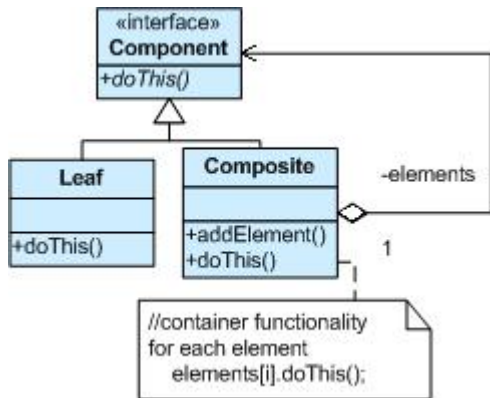 «interface»
Component
+doThis()
Leaf
+doThis()
Composite
+addElement()
+doThis()
-elements
1
//container functionality
for each element
elements[i].doThis();